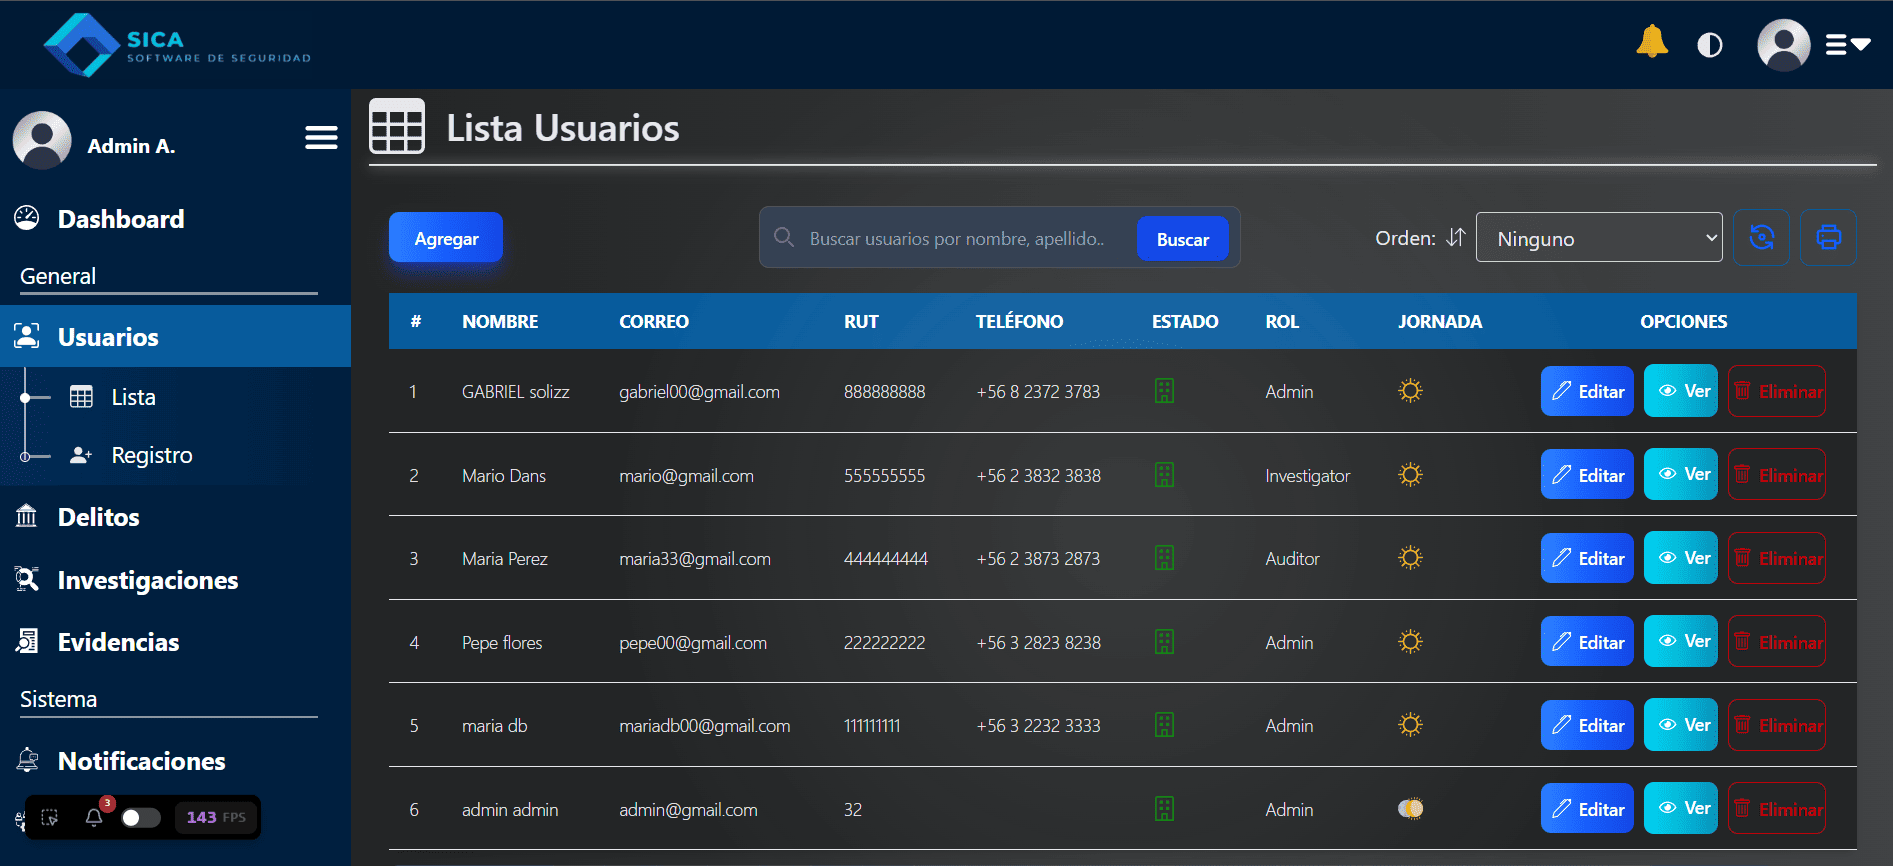 SICA
SOFTWARE DE SEGURIDAD
Admin A.
Dashboard
General
Usuarios
Lista
Registro
Delitos
Investigaciones
Evidencias
Sistema
Notificaciones
3
143 FPS
Lista Usuarios
Agregar
Buscar usuarios por nombre, apellido..
Buscar
Orden:
Ninguno
# NOMBRE CORREO RUT TELÉFONO ESTADO ROL JORNADA OPCIONES
1 GABRIEL solizz gabriel00@gmail.com 888888888 +56 8 2372 3783 Admin Editar Ver Eliminar
2 Mario Dans mario@gmail.com 555555555 +56 2 3832 3838 Investigator Editar Ver Eliminar
3 Maria Perez maria33@gmail.com 444444444 +56 2 3873 2873 Auditor Editar Ver Eliminar
4 Pepe flores pepe00@gmail.com 222222222 +56 3 2823 8238 Admin Editar Ver Eliminar
5 maria db mariadb00@gmail.com 111111111 +56 3 2232 3333 Admin Editar Ver Eliminar
6 admin admin admin@gmail.com 32 Admin Editar Ver Eliminar